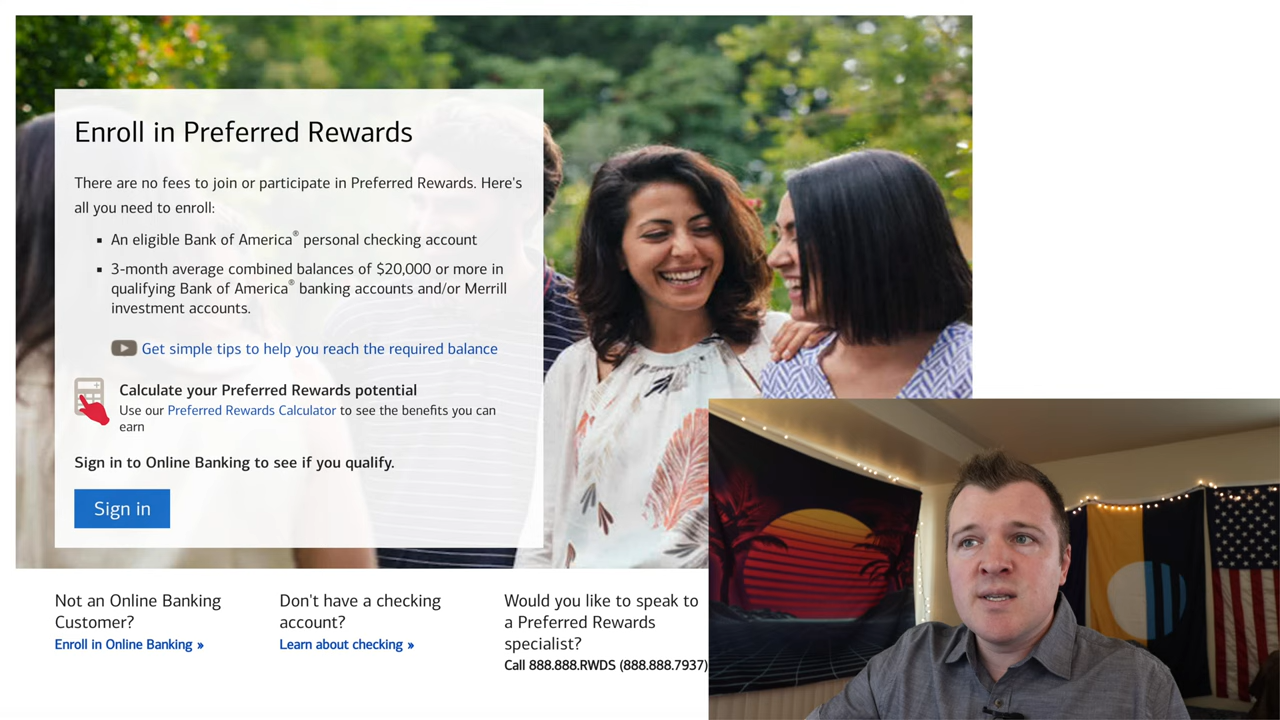 Enroll in Preferred Rewards
There are no fees to join or participate in Preferred Rewards. Here's
all you need to enroll:
▪ An eligible Bank of America® personal checking account
▪ 3-month average combined balances of $20,000 or more in
qualifying Bank of America® banking accounts and/or Merrill
investment accounts.
Get simple tips to help you reach the required balance
Calculate your Preferred Rewards potential
Use our Preferred Rewards Calculator to see the benefits you can
earn
Sign in to Online Banking to see if you qualify.
Sign in
Not an Online Banking
Customer?
Enroll in Online Banking »
Don't have a checking
account?
Learn about checking »
Would you like to speak to
a Preferred Rewards
specialist?
Call 888.888.RWDS (888.888.7937)